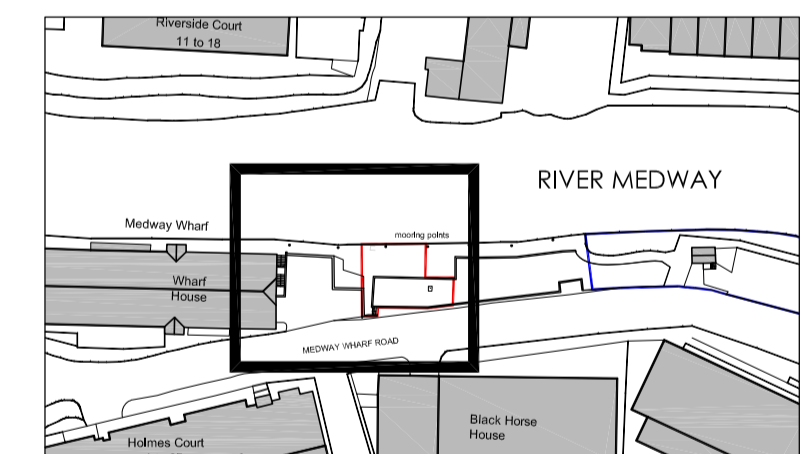 Riverside Court
11 to 18
RIVER MEDWAY
Medway Wharf
mooring points
Wharf
House
MEDWAY WHARF ROAD
Black Horse
House
Holmes Court